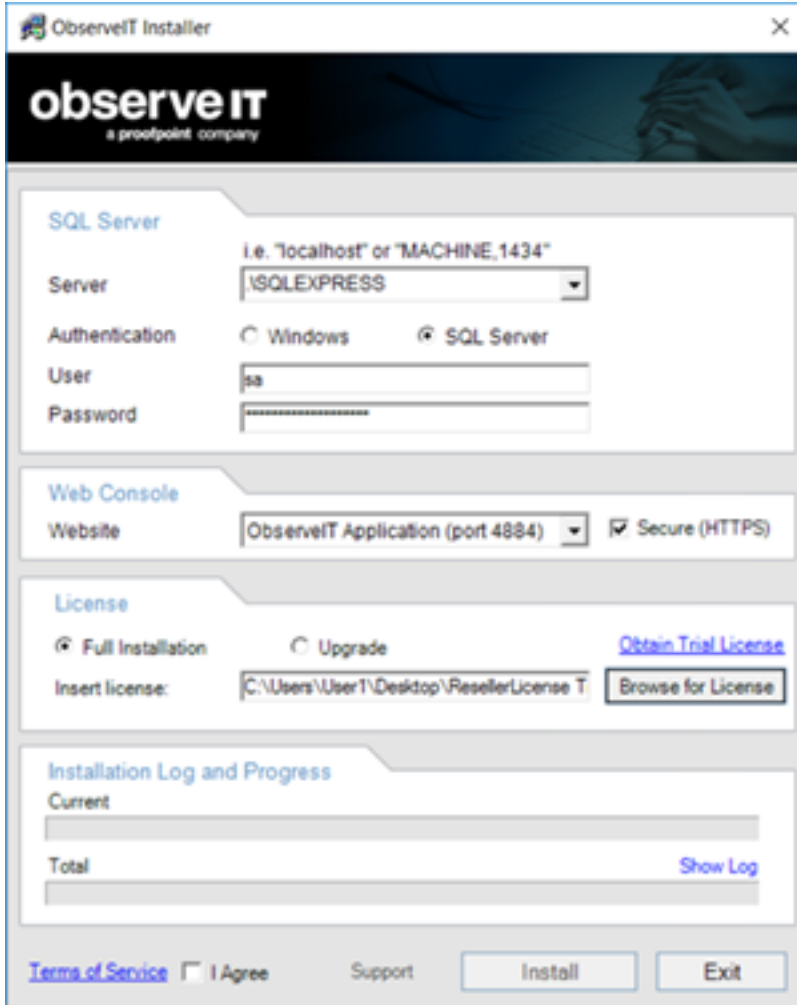 ObserveIT Installer
observe IT
a proofpoint company
SQL Server
i.e. "localhost" or "MACHINE,1434"
Server .\SQLEXPRESS
Authentication Windows SQL Server
User sa
Password ********************
Web Console
Website ObserveIT Application (port 4884) Secure (HTTPS)
License
Full Installation Upgrade Obtain Trial License
Insert license: C:\Users\User1\Desktop\ResellerLicense T Browse for License
Installation Log and Progress
Current
Total Show Log
Terms of Service I Agree Support Install Exit